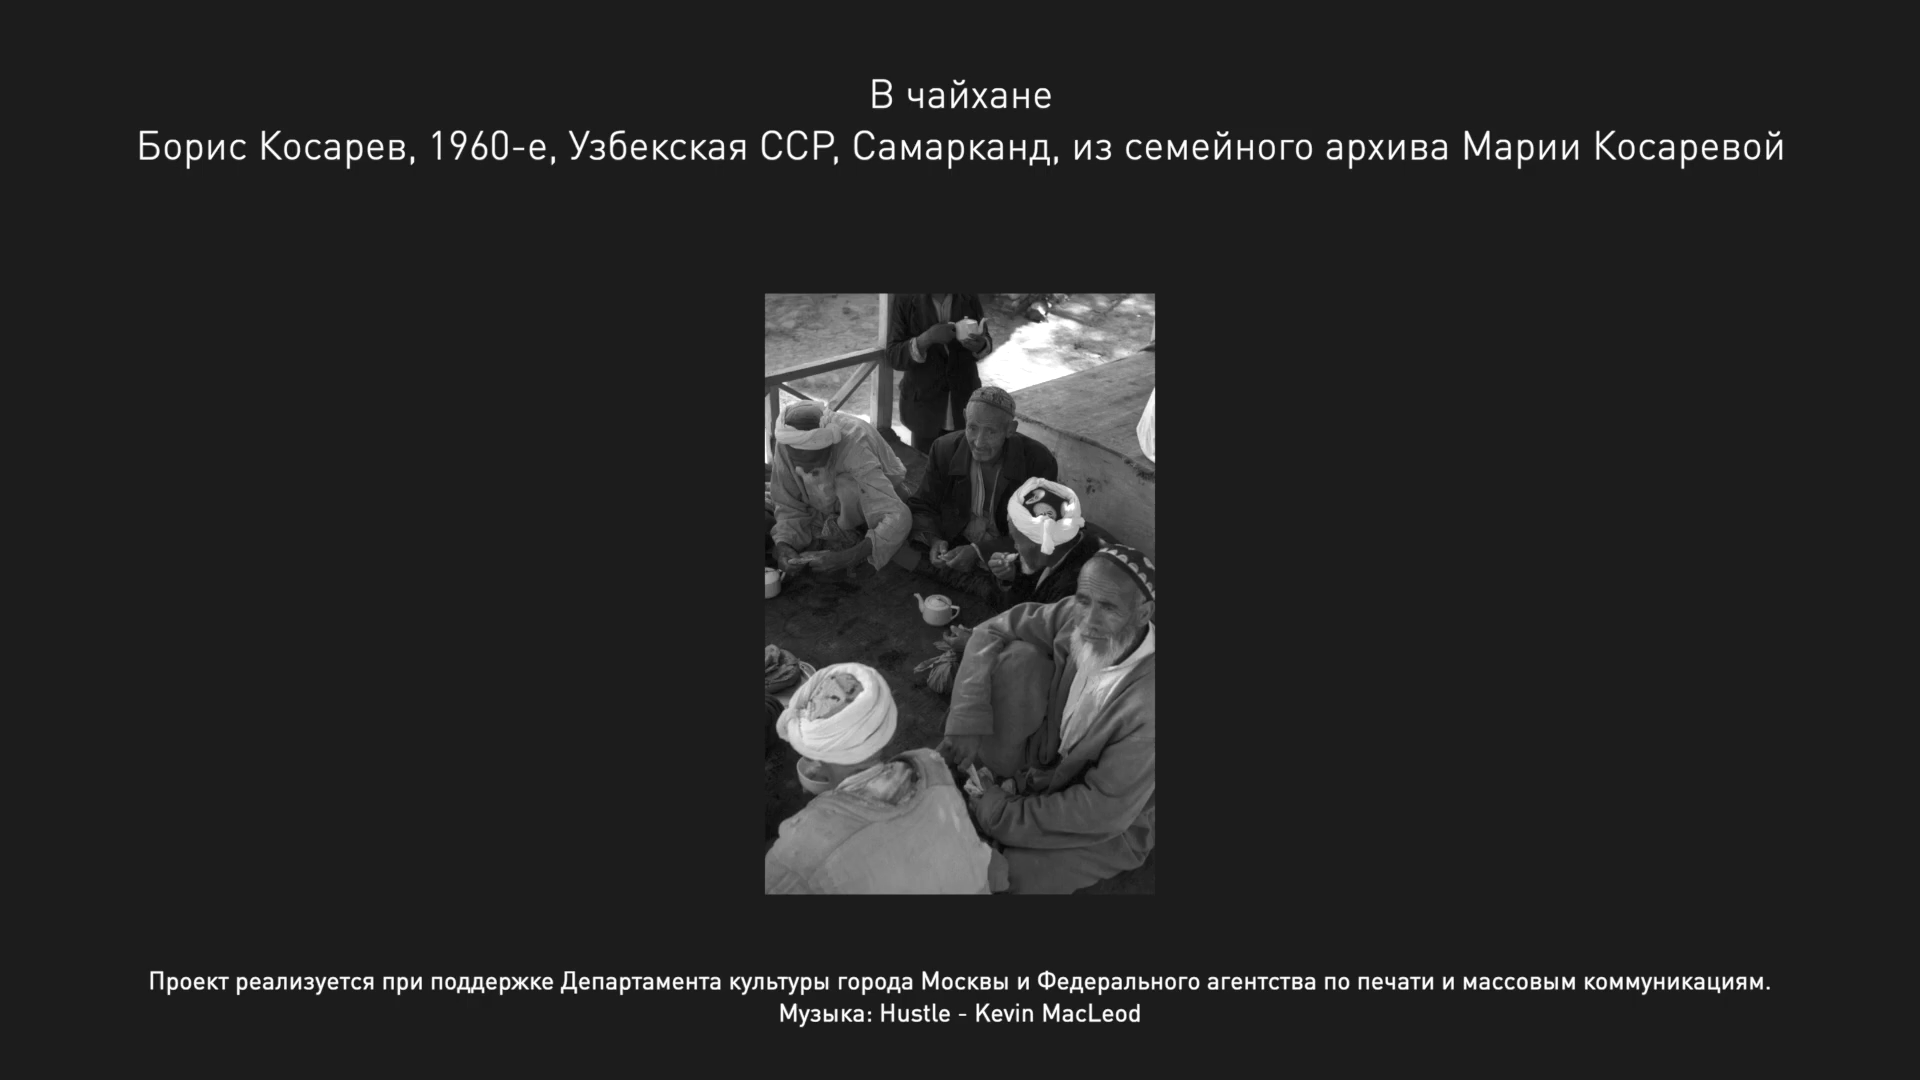 В чайхане
Борис Косарев, 1960-е, Узбекская ССР, Самарканд, из семейного архива Марии Косаревой
Проект реализуется при поддержке Департамента культуры города Москвы и Федерального агентства по печати и массовым коммуникациям.
Музыка: Hustle - Kevin MacLeod